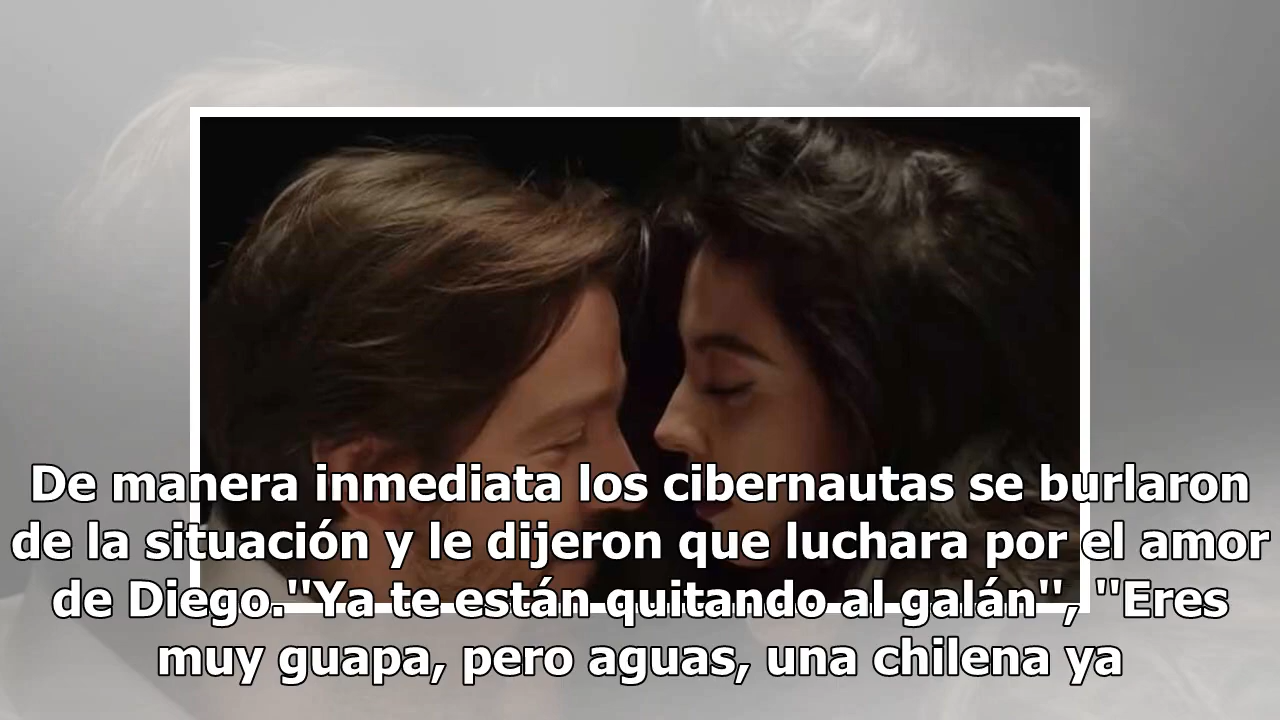 De manera inmediata los cibernautas se burlaron
de la situación y le dijeron que luchara por el amor
de Diego.''Ya te están quitando al galán'', ''Eres
muy guapa, pero aguas, una chilena ya